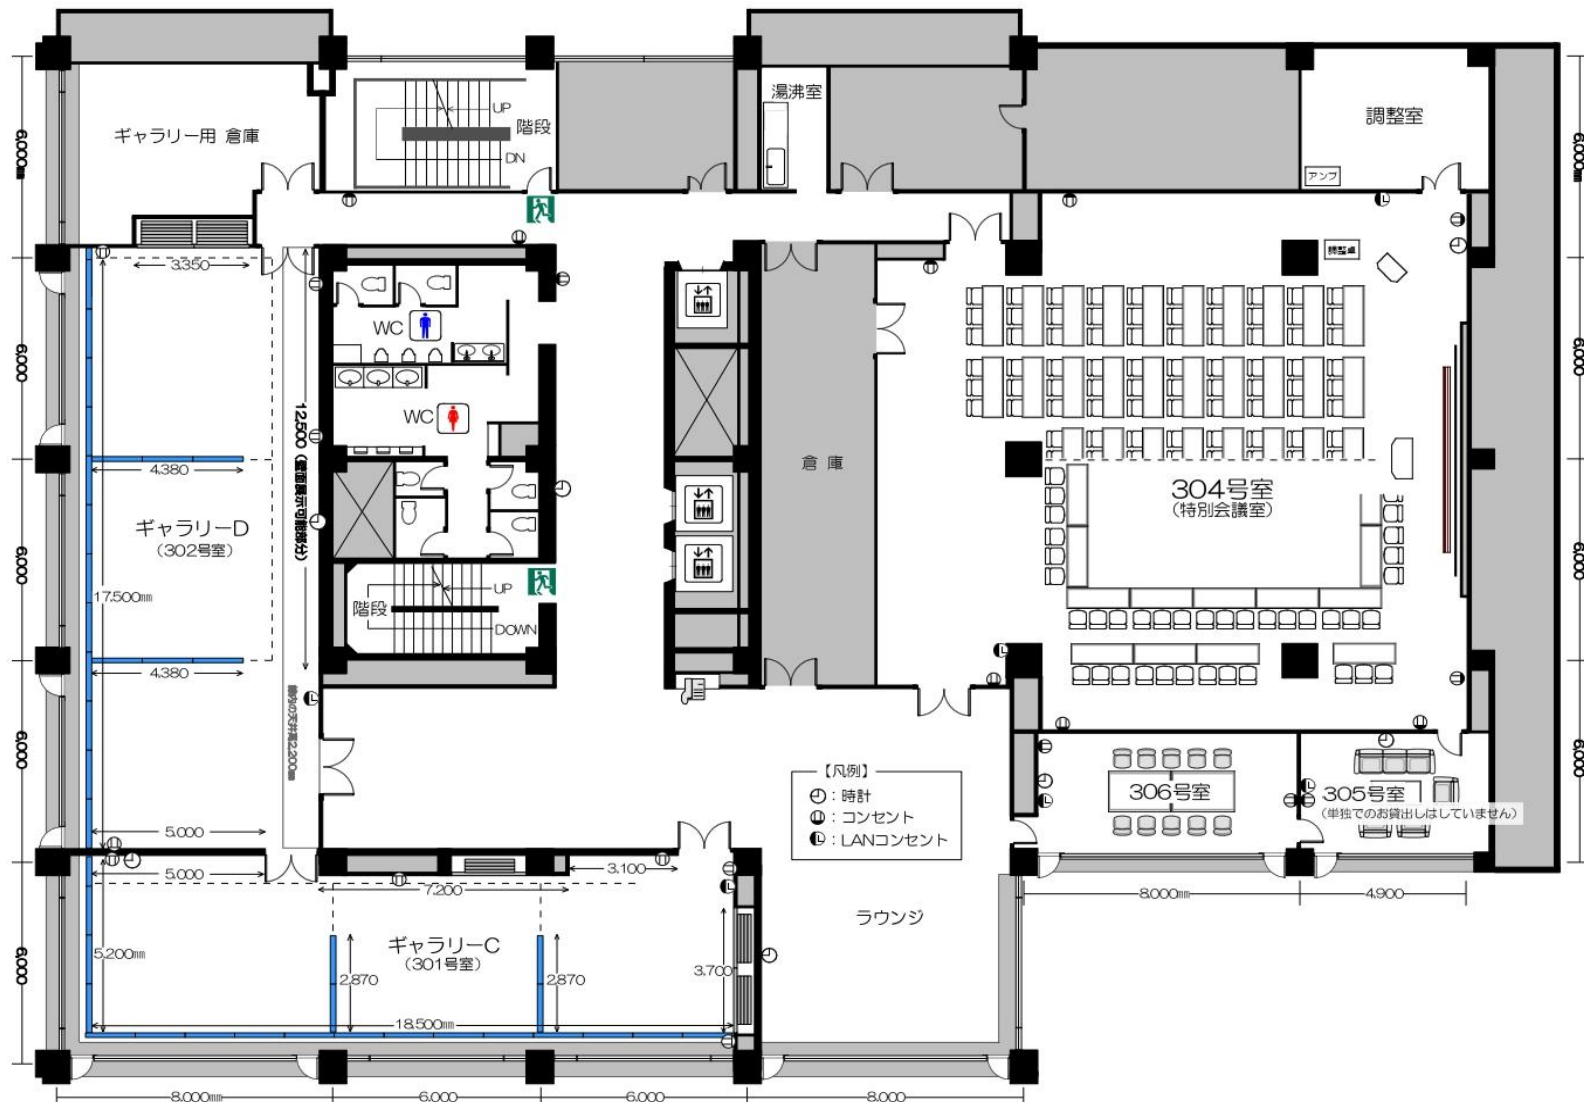 湯沸室
調整室
ギャラリー用 倉庫
UP
階段
DN
アンプ
6,000mm
6,000mm
調整卓
3,350
WC
6,000
6,000
WC
12,500（壁面展示可能部分）
4,380
倉庫
304号室
（特別会議室）
ギャラリーD
（302号室）
6,000
6,000
17,500mm
UP
階段
DOWN
4,380
6,000
6,000
【凡例】
：時計
：コンセント
：LANコンセント
306号室
305号室
（単独でのお貸出しはしていません）
5,000
5,000
3,100
7,200
8,000mm
4,900
ラウンジ
ギャラリーC
（301号室）
5,200mm
2,870
2,870
3,700
6,000
18,500mm
8,000mm
6,000
6,000
8,000